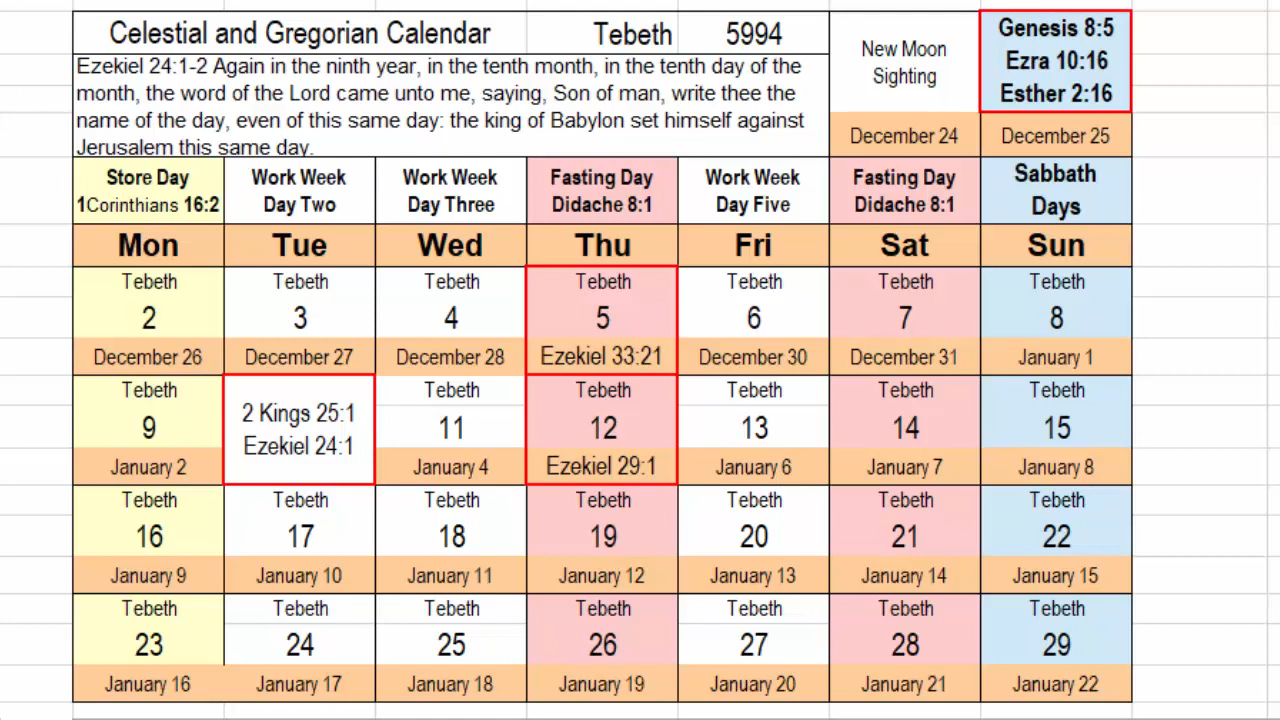 Celestial and Gregorian Calendar Tebeth 5994
Ezekiel 24:1-2 Again in the ninth year, in the tenth month, in the tenth day of the
month, the word of the Lord came unto me, saying, Son of man, write thee the
name of the day, even of this same day: the king of Babylon set himself against
Jerusalem this same day.
New Moon
Sighting
December 24
Genesis 8:5
Ezra 10:16
Esther 2:16
December 25
Store Day Work Week Work Week Fasting Day Work Week Fasting Day Sabbath
1Corinthians 16:2 Day Two Day Three Didache 8:1 Day Five Didache 8:1 Days
Mon Tue Wed Thu Fri Sat Sun
Tebeth Tebeth Tebeth Tebeth Tebeth Tebeth Tebeth
2 3 4 5 6 7 8
December 26 December 27 December 28 Ezekiel 33:21 December 30 December 31 January 1
Tebeth 2 Kings 25:1 Tebeth Tebeth Tebeth Tebeth Tebeth
9 Ezekiel 24:1 11 12 13 14 15
January 2 January 4 Ezekiel 29:1 January 6 January 7 January 8
Tebeth Tebeth Tebeth Tebeth Tebeth Tebeth Tebeth
16 17 18 19 20 21 22
January 9 January 10 January 11 January 12 January 13 January 14 January 15
Tebeth Tebeth Tebeth Tebeth Tebeth Tebeth Tebeth
23 24 25 26 27 28 29
January 16 January 17 January 18 January 19 January 20 January 21 January 22